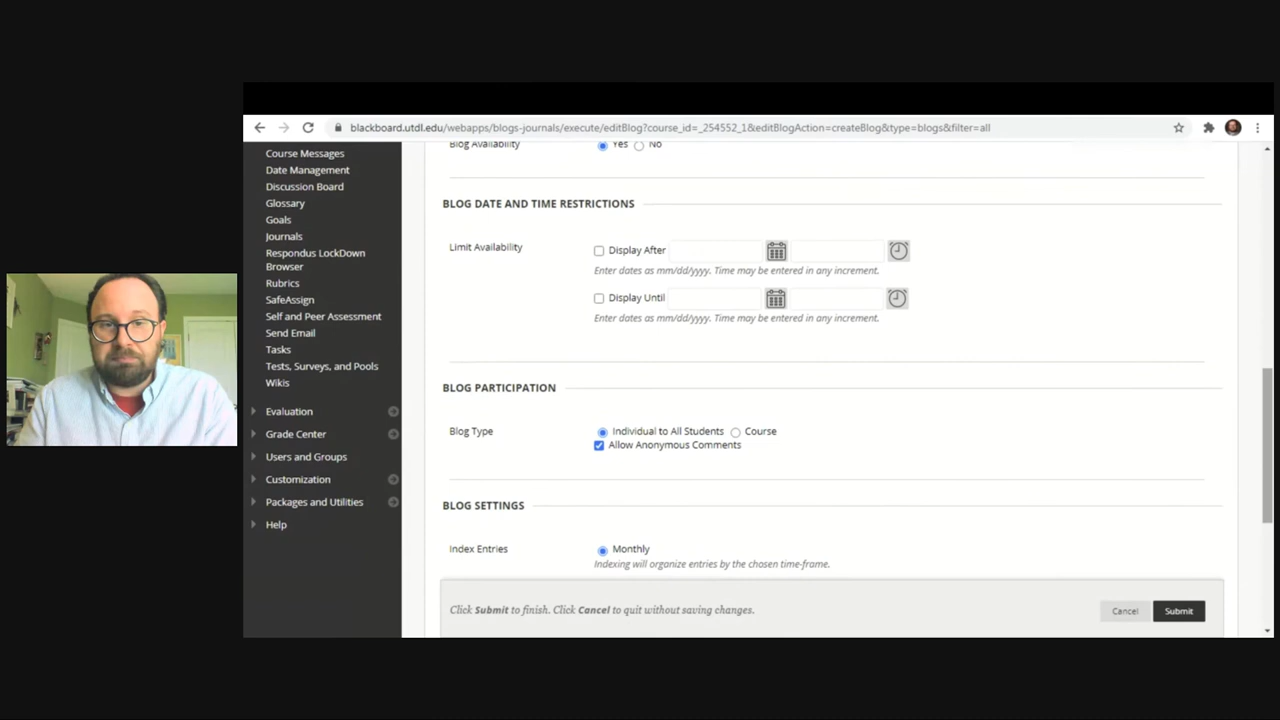 blackboard.utdl.edu/webapps/blogs-journals/execute/editBlog?course_id=_254552_1&editBlogAction=createBlog&type=blogs&filter=all
Course Messages
Date Management
Discussion Board
Glossary
Goals
Journals
Respondus LockDown
Browser
Rubrics
SafeAssign
Self and Peer Assessment
Send Email
Tasks
Tests, Surveys, and Pools
Wikis
Evaluation
Grade Center
Users and Groups
Customization
Packages and Utilities
Help
Blog Availability Yes No
BLOG DATE AND TIME RESTRICTIONS
Limit Availability Display After
Enter dates as mm/dd/yyyy. Time may be entered in any increment.
Display Until
Enter dates as mm/dd/yyyy. Time may be entered in any increment.
BLOG PARTICIPATION
Blog Type Individual to All Students Course
Allow Anonymous Comments
BLOG SETTINGS
Index Entries Monthly
Indexing will organize entries by the chosen time-frame.
Click Submit to finish. Click Cancel to quit without saving changes.
Cancel Submit